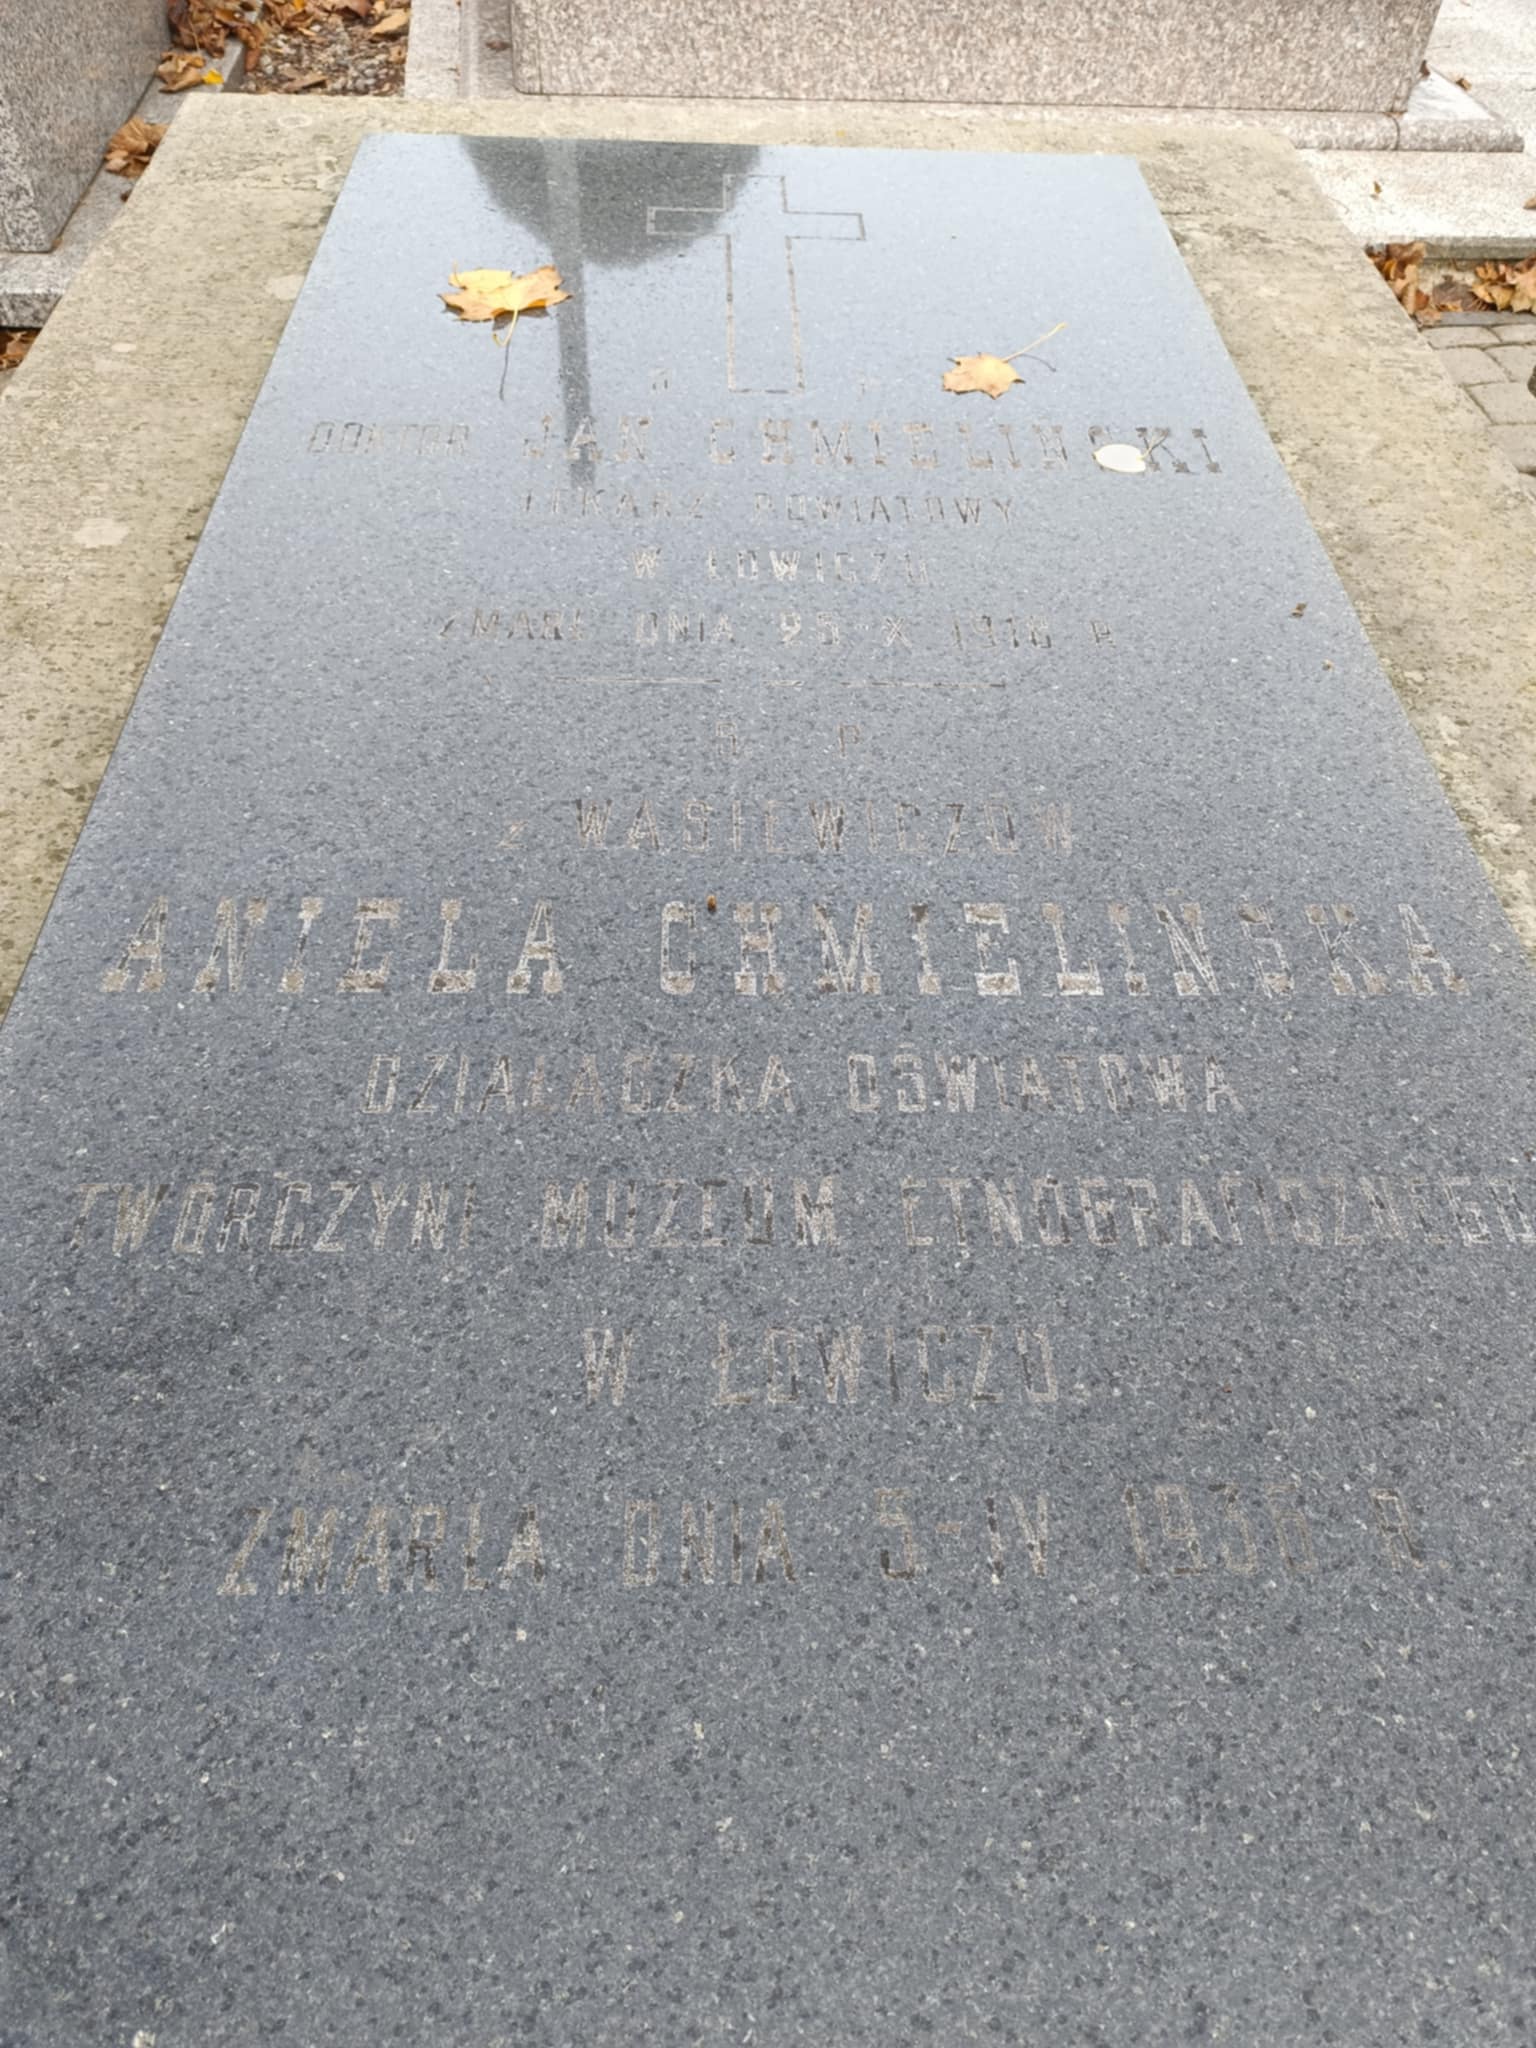 Ś P
DOKTOR JAN CHMIELIŃSKI
LEKARZ POWIATOWY
W ŁOWICZU
ZMARŁ DNIA 25 X 1916 R
Ś P
z WASIEWICZÓW
ANIELA CHMIELIŃSKA
DZIAŁACZKA OŚWIATOWA
TWÓRCZYNI MUZEUM ETNOGRAFICZNEGO
W ŁOWICZU
ZMARŁA DNIA 5-IV 1936 R.